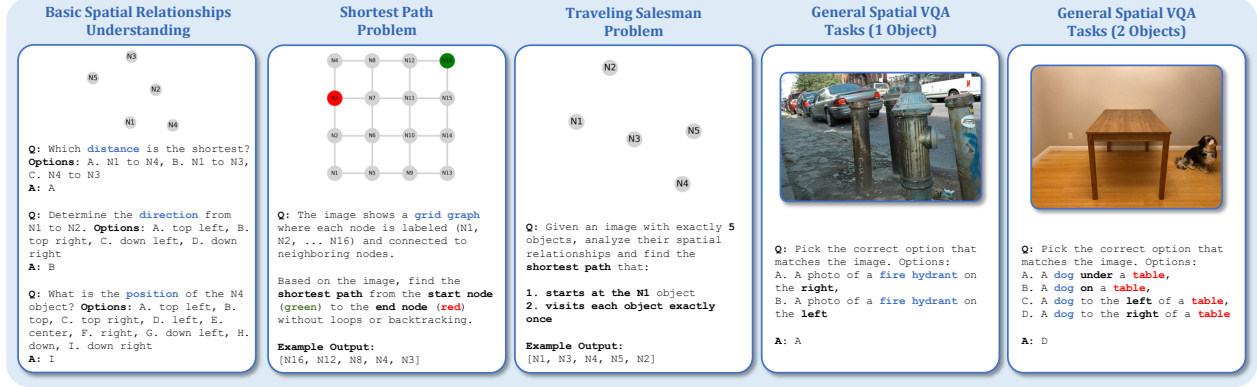 Basic Spatial Relationships
Understanding
N3
N5
N2
N1
N4
Q: Which distance is the shortest?
Options: A. N1 to N4, B. N1 to N3,
C. N4 to N3
A: A
Q: Determine the direction from
N1 to N2. Options: A. top left, B.
top right, C. down left, D. down
right
A: B
Q: What is the position of the N4
object? Options: A. top left, B.
top, C. top right, D. left, E.
center, F. right, G. down left, H.
down, I. down right
A: I
Shortest Path
Problem
N4 N8 N12 N16
N3 N7 N11 N15
N2 N6 N10 N14
N1 N5 N9 N13
Q: The image shows a grid graph
where each node is labeled (N1,
N2, ... N16) and connected to
neighboring nodes.
Based on the image, find the
shortest path from the start node
(green) to the end node (red)
without loops or backtracking.
Example Output:
[N16, N12, N8, N4, N3]
Traveling Salesman
Problem
N2
N1
N5
N3
N4
Q: Given an image with exactly 5
objects, analyze their spatial
relationships and find the
shortest path that:
1. starts at the N1 object
2. visits each object exactly
once
Example Output:
[N1, N3, N4, N5, N2]
General Spatial VQA
Tasks (1 Object)
Q: Pick the correct option that
matches the image. Options:
A. A photo of a fire hydrant on
the right,
B. A photo of a fire hydrant on
the left
A: A
General Spatial VQA
Tasks (2 Objects)
Q: Pick the correct option that
matches the image. Options:
A. A dog under a table,
B. A dog on a table,
C. A dog to the left of a table,
D. A dog to the right of a table
A: D